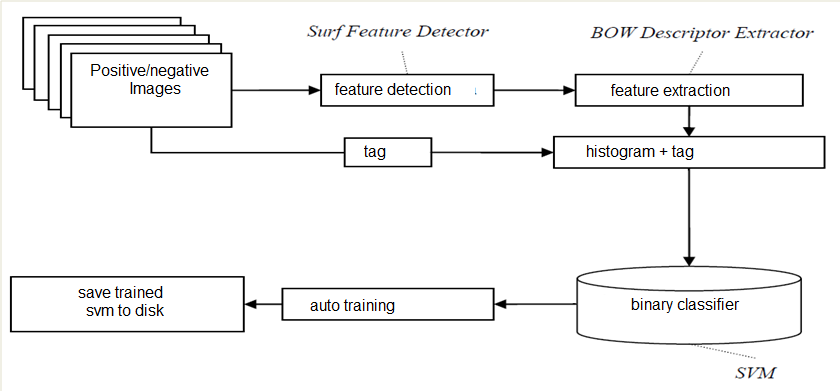 Surf Feature Detector
BOW Descriptor Extractor
Positive/negative
Images
feature detection
feature extraction
tag
histogram + tag
save trained
svm to disk
auto training
binary classifier
SVM